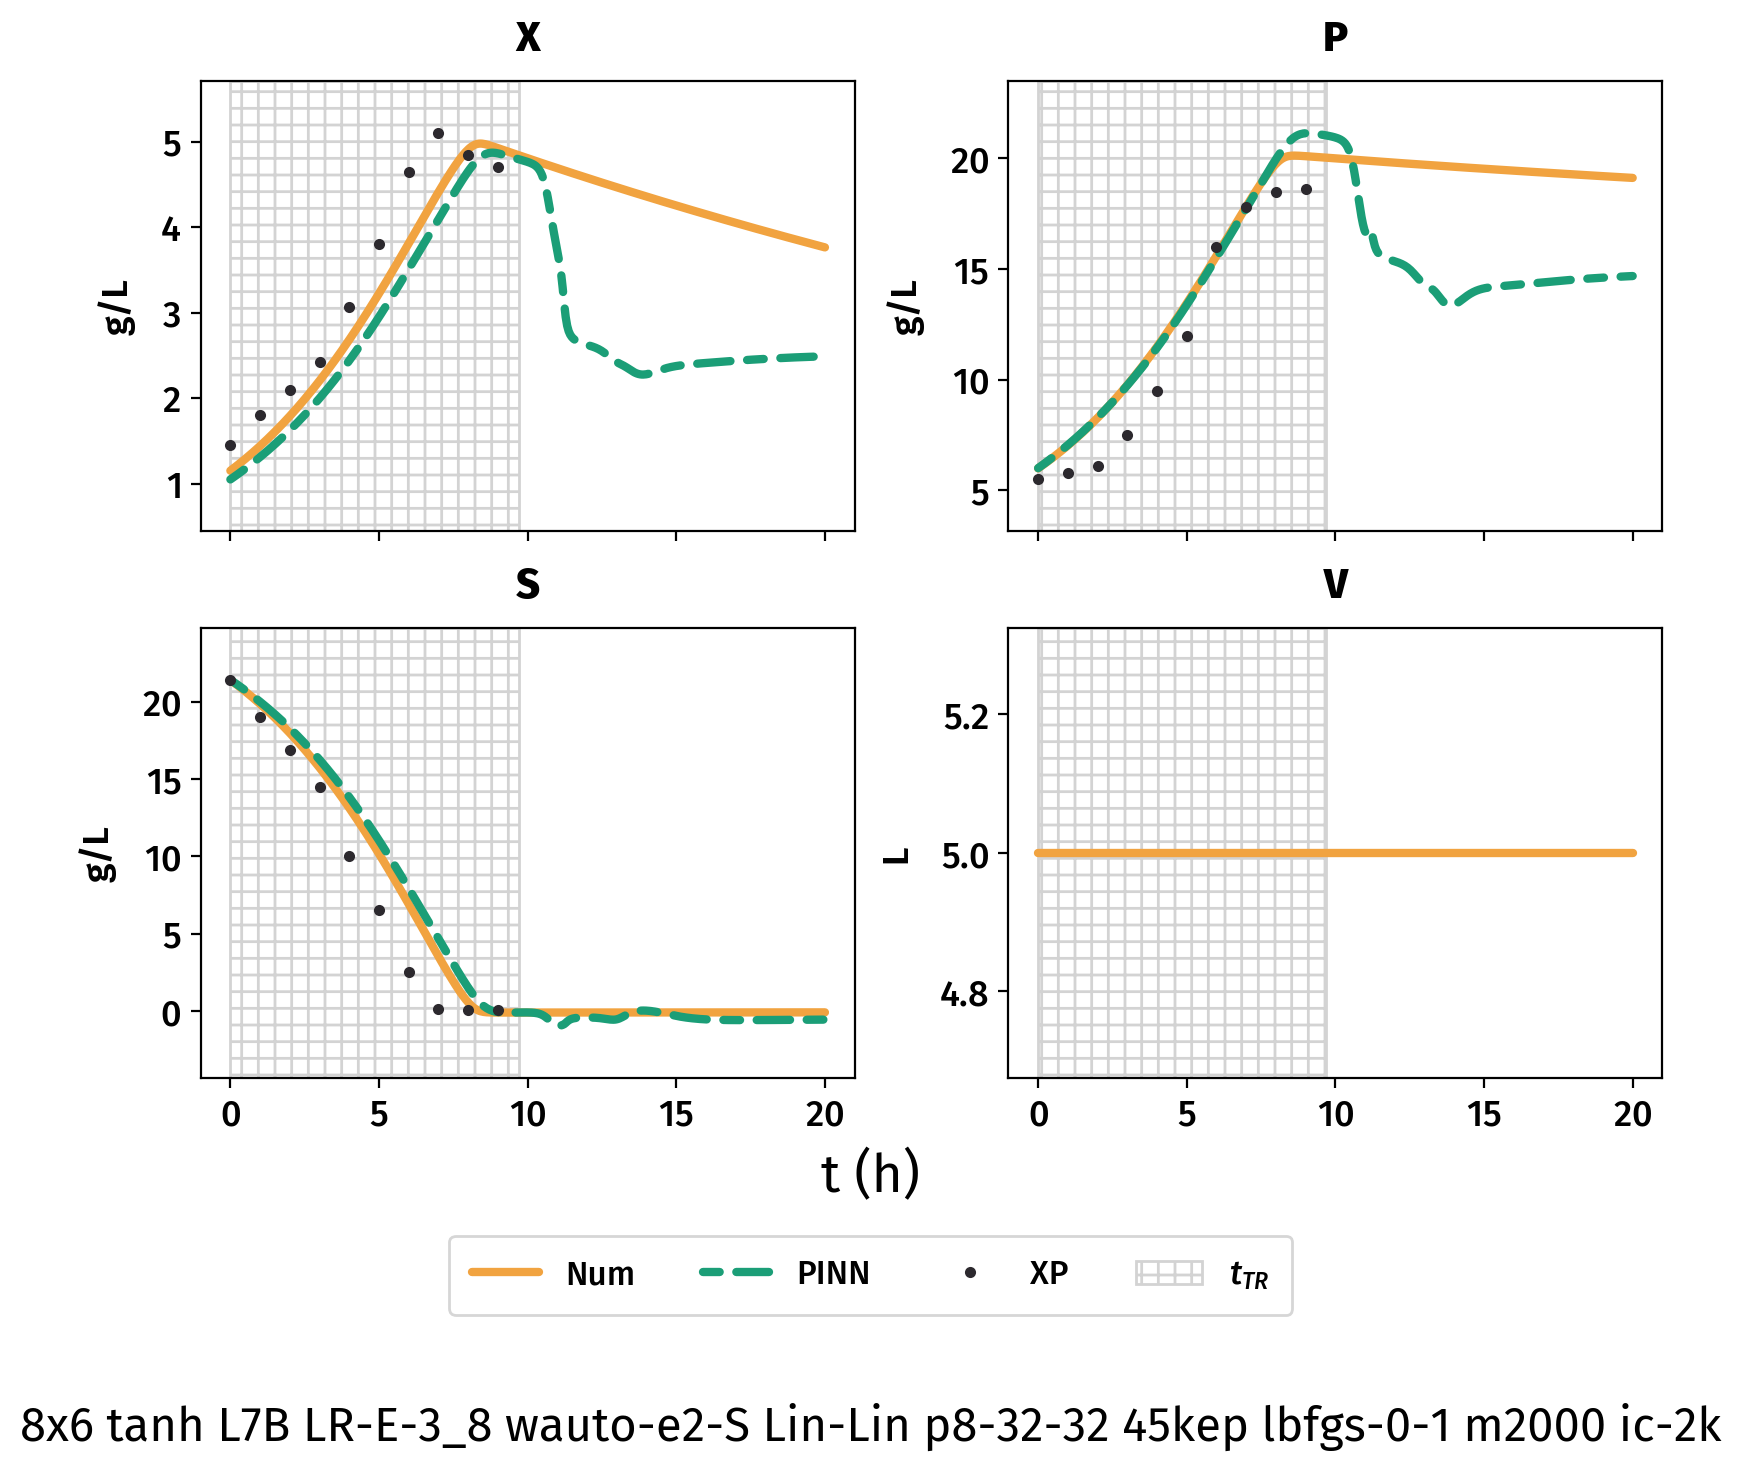 X
P
5
4
3
2
1
g/L
20
15
10
5
g/L
S
V
20
15
10
5
0
g/L
5.2
5.0
4.8
L
0 5 10 15 20
0 5 10 15 20
t (h)
Num PINN XP tTR
8x6 tanh L7B LR-E-3_8 wauto-e2-S Lin-Lin p8-32-32 45kep lbfgs-0-1 m2000 ic-2k